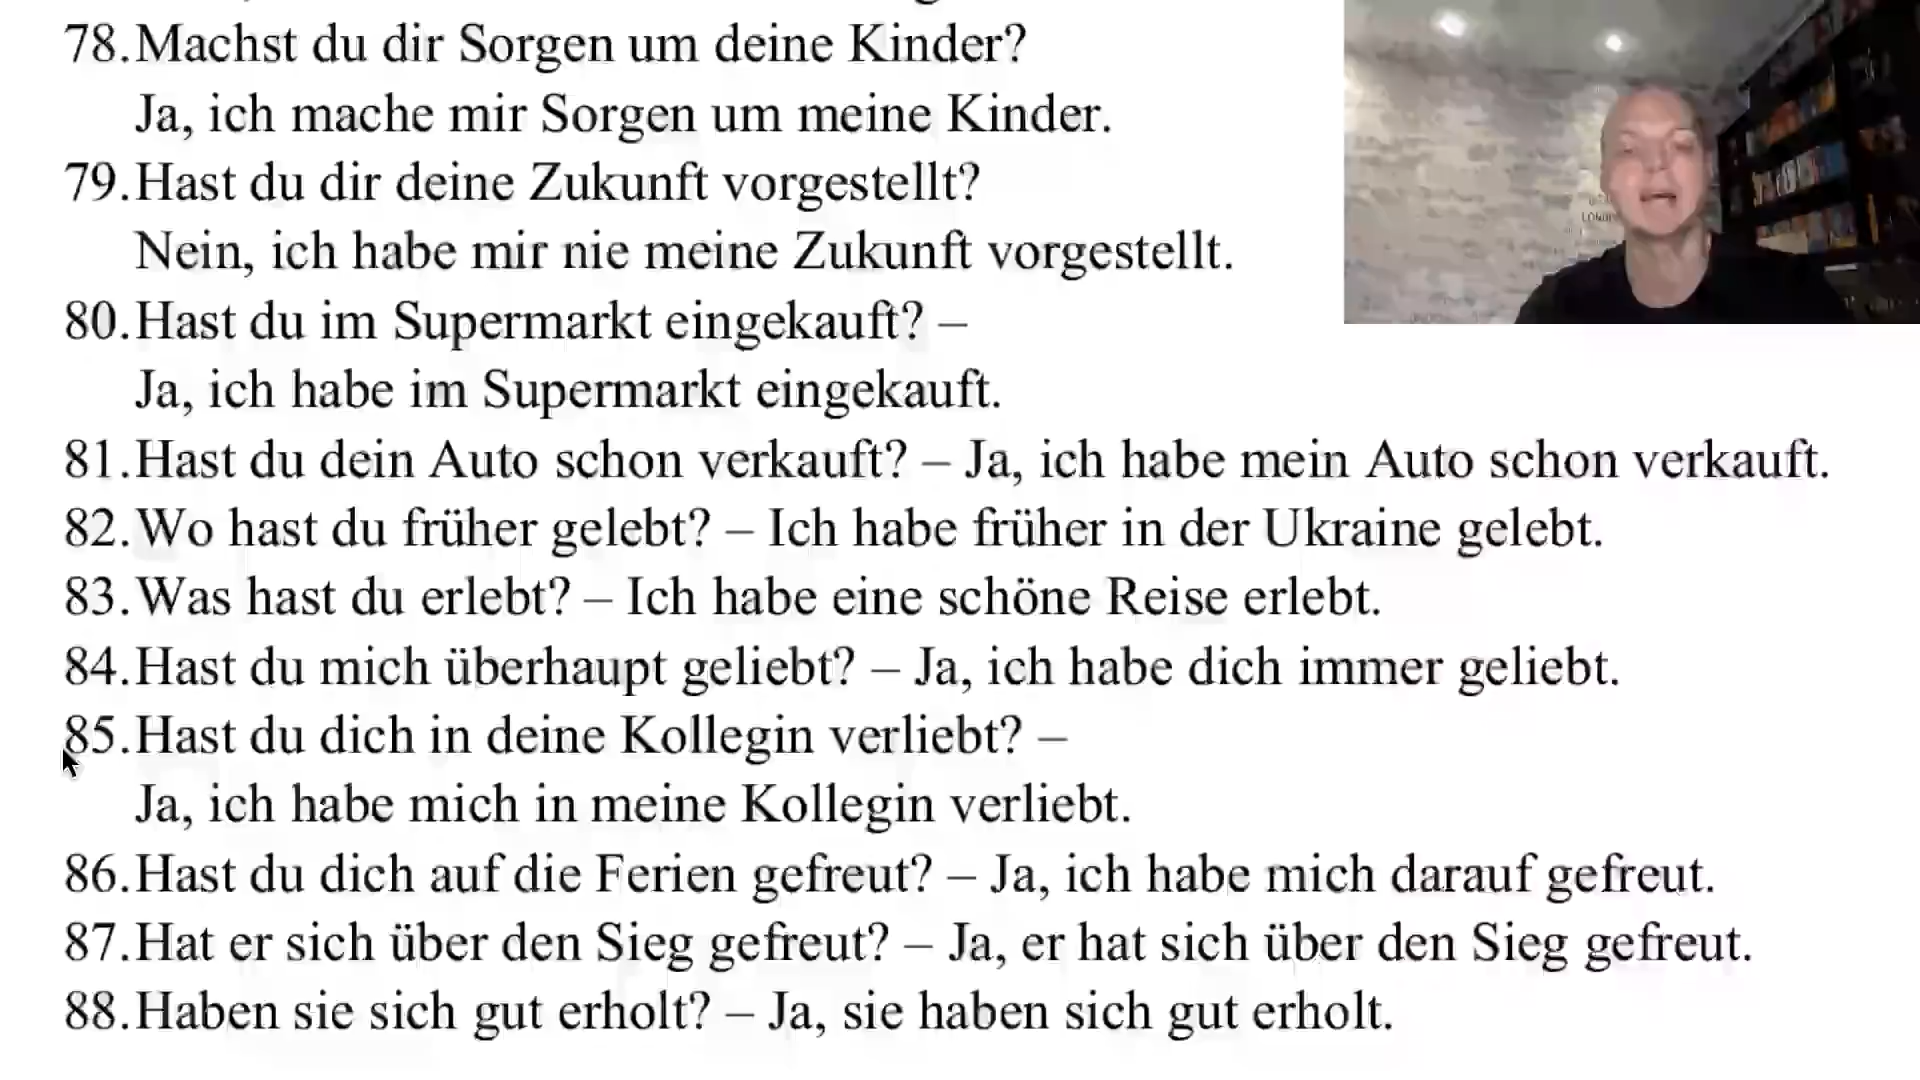 78.Machst du dir Sorgen um deine Kinder?
Ja, ich mache mir Sorgen um meine Kinder.
79.Hast du dir deine Zukunft vorgestellt?
Nein, ich habe mir nie meine Zukunft vorgestellt.
80.Hast du im Supermarkt eingekauft? –
Ja, ich habe im Supermarkt eingekauft.
81.Hast du dein Auto schon verkauft? – Ja, ich habe mein Auto schon verkauft.
82.Wo hast du früher gelebt? – Ich habe früher in der Ukraine gelebt.
83.Was hast du erlebt? – Ich habe eine schöne Reise erlebt.
84.Hast du mich überhaupt geliebt? – Ja, ich habe dich immer geliebt.
85.Hast du dich in deine Kollegin verliebt? –
Ja, ich habe mich in meine Kollegin verliebt.
86.Hast du dich auf die Ferien gefreut? – Ja, ich habe mich darauf gefreut.
87.Hat er sich über den Sieg gefreut? – Ja, er hat sich über den Sieg gefreut.
88.Haben sie sich gut erholt? – Ja, sie haben sich gut erholt.